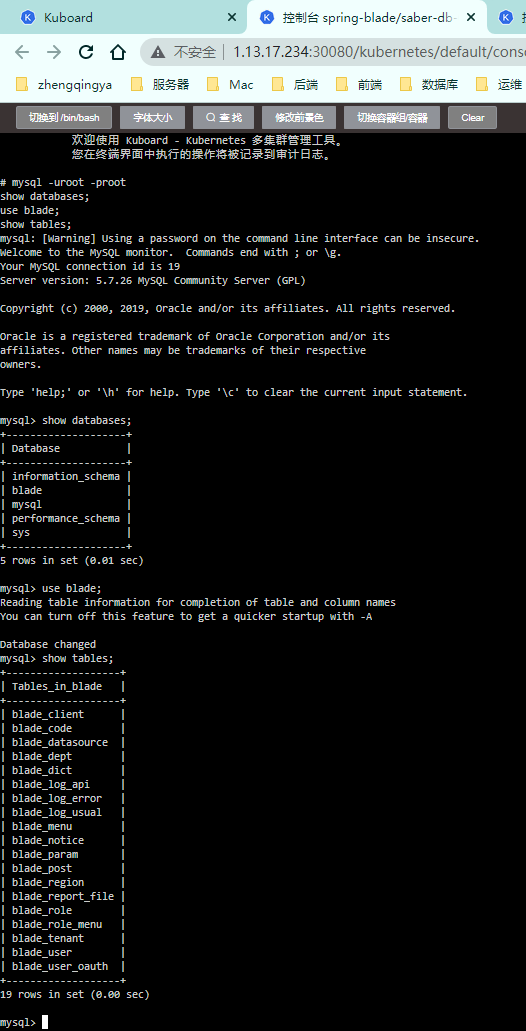 Kuboard
控制台 spring-blade/saber-db-
不安全 | 1.13.17.234:30080/kubernetes/default/cons
zhengqingya 服务器 Mac 后端 前端 数据库 运维
切换到 /bin/bash 字体大小 查 找 修改前景色 切换容器组/容器 Clear
欢迎使用 Kuboard - Kubernetes 多集群管理工具。
您在终端界面中执行的操作将被记录到审计日志。
# mysql -uroot -proot
show databases;
use blade;
show tables;
mysql: [Warning] Using a password on the command line interface can be insecure.
Welcome to the MySQL monitor.  Commands end with ; or \g.
Your MySQL connection id is 19
Server version: 5.7.26 MySQL Community Server (GPL)
Copyright (c) 2000, 2019, Oracle and/or its affiliates. All rights reserved.
Oracle is a registered trademark of Oracle Corporation and/or its
affiliates. Other names may be trademarks of their respective
owners.
Type 'help;' or '\h' for help. Type '\c' to clear the current input statement.
mysql> show databases;
+--------------------+
| Database           |
+--------------------+
| information_schema |
| blade              |
| mysql              |
| performance_schema |
| sys                |
+--------------------+
5 rows in set (0.01 sec)
mysql> use blade;
Reading table information for completion of table and column names
You can turn off this feature to get a quicker startup with -A
Database changed
mysql> show tables;
+-------------------+
| Tables_in_blade   |
+-------------------+
| blade_client      |
| blade_code        |
| blade_datasource  |
| blade_dept        |
| blade_dict        |
| blade_log_api     |
| blade_log_error   |
| blade_log_usual   |
| blade_menu        |
| blade_notice      |
| blade_param       |
| blade_post        |
| blade_region      |
| blade_report_file |
| blade_role        |
| blade_role_menu   |
| blade_tenant      |
| blade_user        |
| blade_user_oauth  |
+-------------------+
19 rows in set (0.00 sec)
mysql>